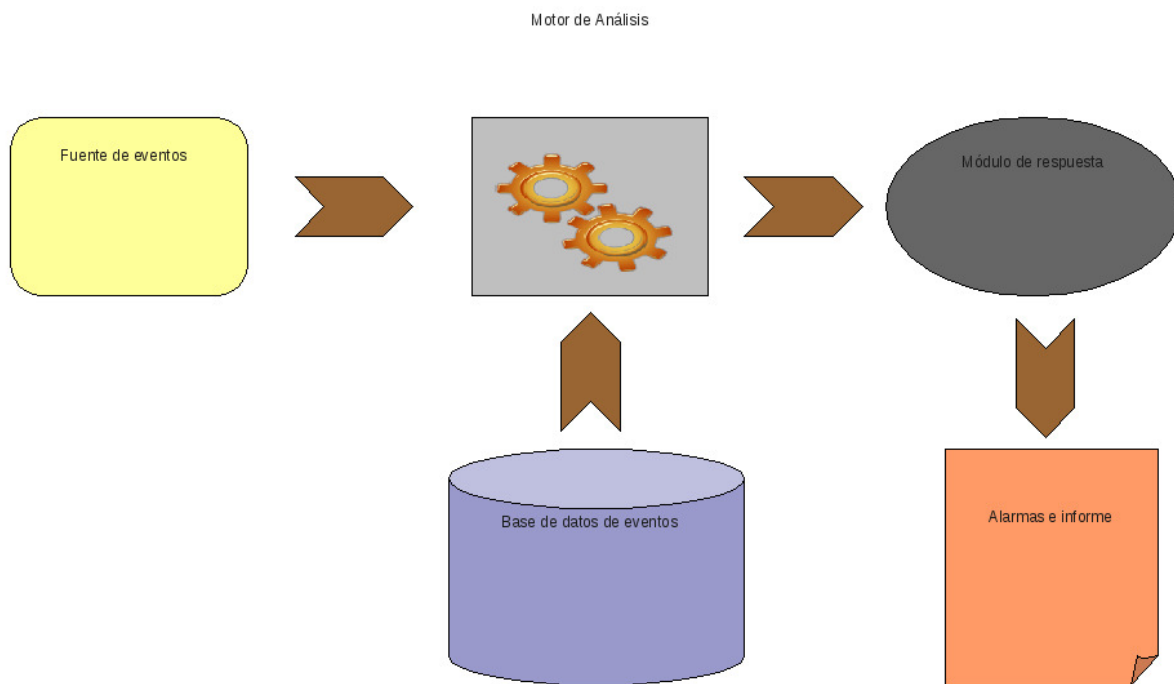 Motor de Análisis
Fuente de eventos
Módulo de respuesta
Base de datos de eventos
Alarmas e informe